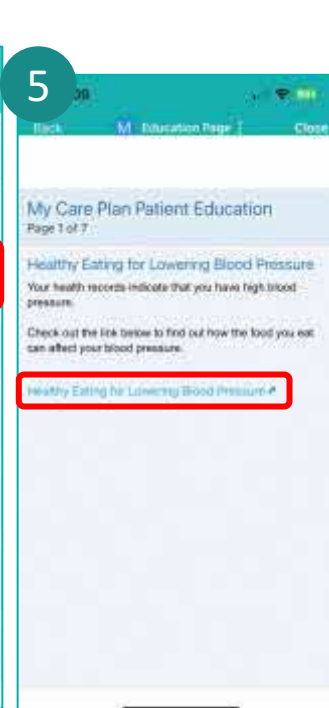 5
09
Back M Education Page Close
My Care Plan Patient Education
Page 1 of 7
Healthy Eating for Lowering Blood Pressure
Your health records indicate that you have high blood
pressure.
Check out the link below to find out how the food you eat
can affect your blood pressure.
Healthy Eating for Lowering Blood Pressure